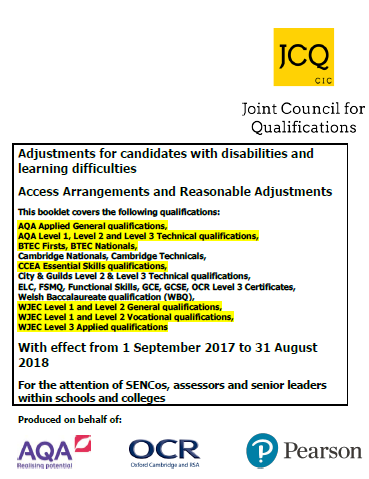 JCQ
CIC
Joint Council for
Qualifications
Adjustments for candidates with disabilities and
learning difficulties
Access Arrangements and Reasonable Adjustments
This booklet covers the following qualifications:
AQA Applied General qualifications,
AQA Level 1, Level 2 and Level 3 Technical qualifications,
BTEC Firsts, BTEC Nationals,
Cambridge Nationals, Cambridge Technicals,
CCEA Essential Skills qualifications,
City & Guilds Level 2 & Level 3 Technical qualifications,
ELC, FSMQ, Functional Skills, GCE, GCSE, OCR Level 3 Certificates,
Welsh Baccalaureate qualification (WBQ),
WJEC Level 1 and Level 2 General qualifications,
WJEC Level 1 and Level 2 Vocational qualifications,
WJEC Level 3 Applied qualifications
With effect from 1 September 2017 to 31 August
2018
For the attention of SENCos, assessors and senior leaders
within schools and colleges
Produced on behalf of:
AQA
Realising potential
OCR
Oxford Cambridge and RSA
Pearson